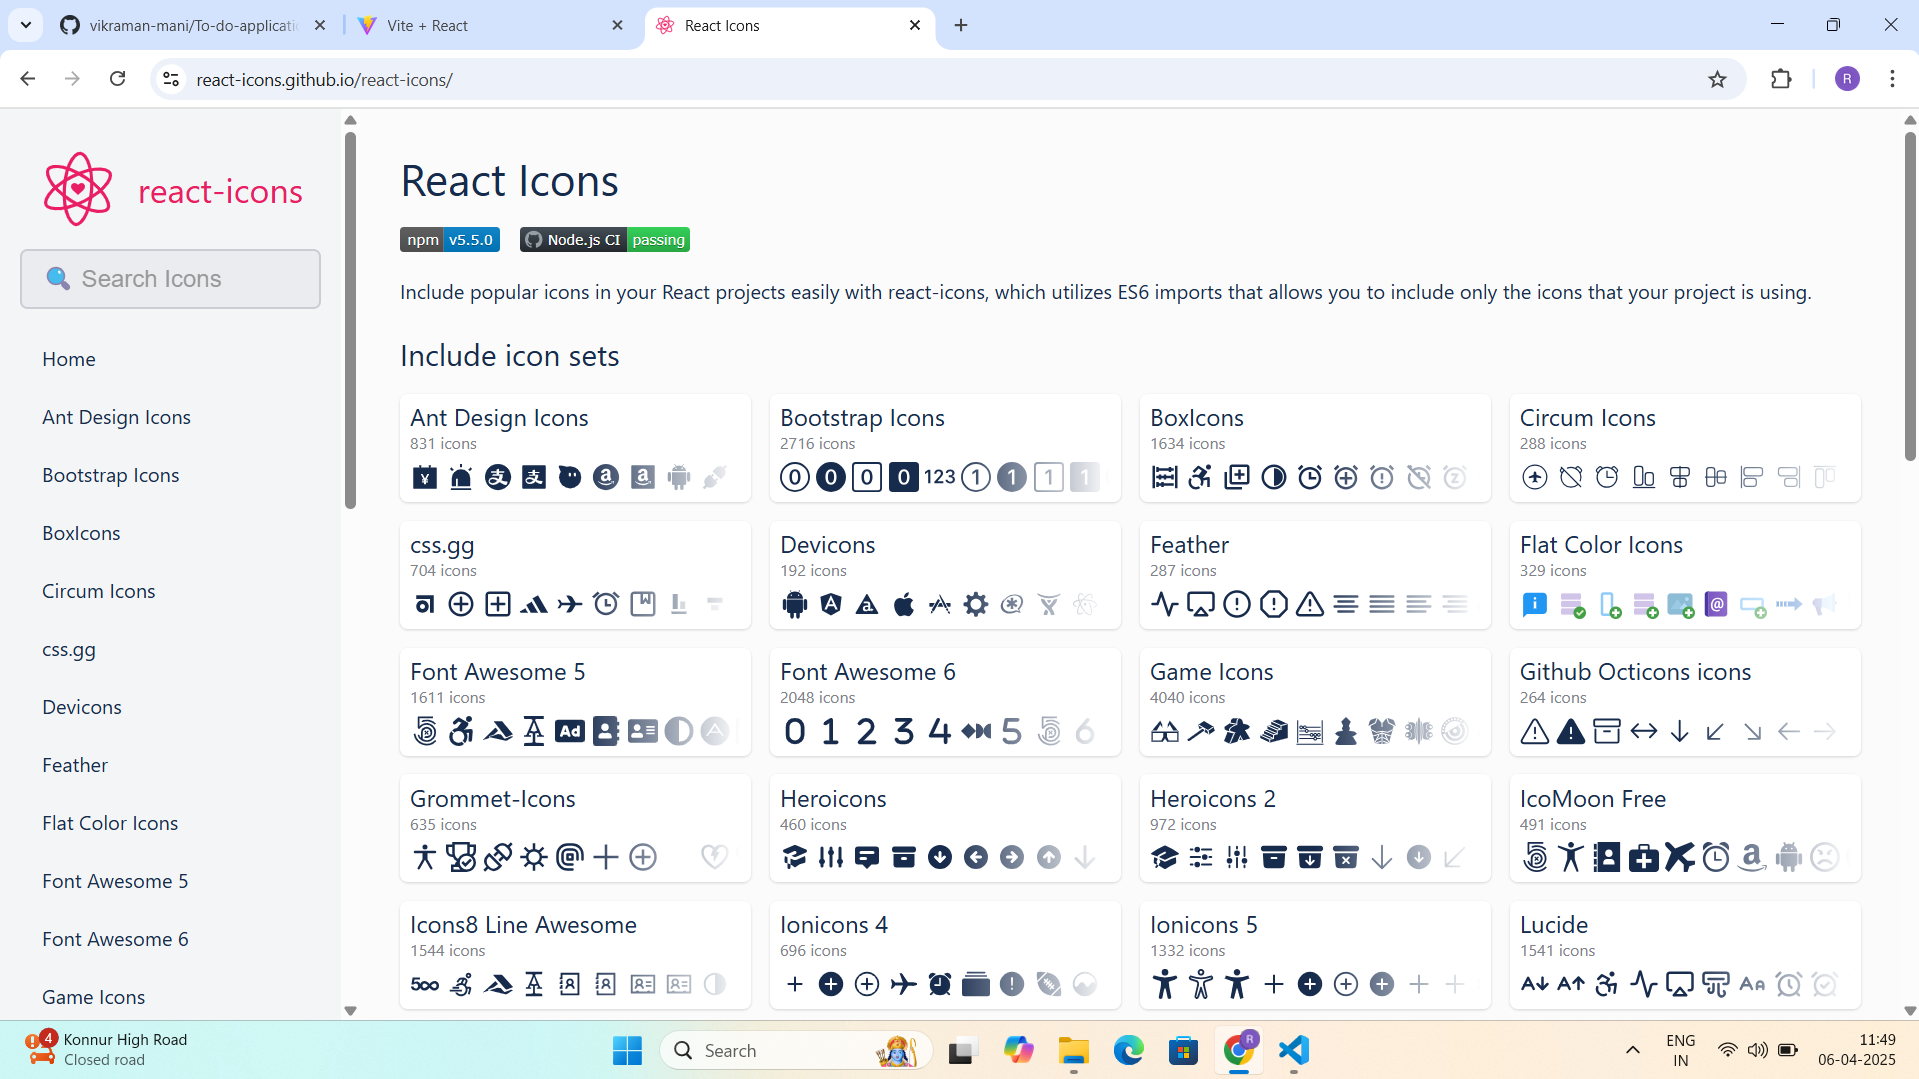 vikraman-mani/To-do-applicati
Vite + React
React Icons
react-icons.github.io/react-icons/
R
react-icons
Search Icons
Home
Ant Design Icons
Bootstrap Icons
BoxIcons
Circum Icons
css.gg
Devicons
Feather
Flat Color Icons
Font Awesome 5
Font Awesome 6
Game Icons
React Icons
npm v5.5.0 Node.js CI passing
Include popular icons in your React projects easily with react-icons, which utilizes ES6 imports that allows you to include only the icons that your project is using.
Include icon sets
Ant Design Icons
831 icons
Bootstrap Icons
2716 icons
0 0 0 0 123 1 1 1 1
BoxIcons
1634 icons
Circum Icons
288 icons
css.gg
704 icons
Devicons
192 icons
Feather
287 icons
Flat Color Icons
329 icons
Font Awesome 5
1611 icons
Ad
Font Awesome 6
2048 icons
0 1 2 3 4 5 6
Game Icons
4040 icons
Github Octicons icons
264 icons
Grommet-Icons
635 icons
Heroicons
460 icons
Heroicons 2
972 icons
IcoMoon Free
491 icons
Icons8 Line Awesome
1544 icons
Ionicons 4
696 icons
Ionicons 5
1332 icons
Lucide
1541 icons
4
Konnur High Road
Closed road
Search
R
ENG
IN
11:49
06-04-2025